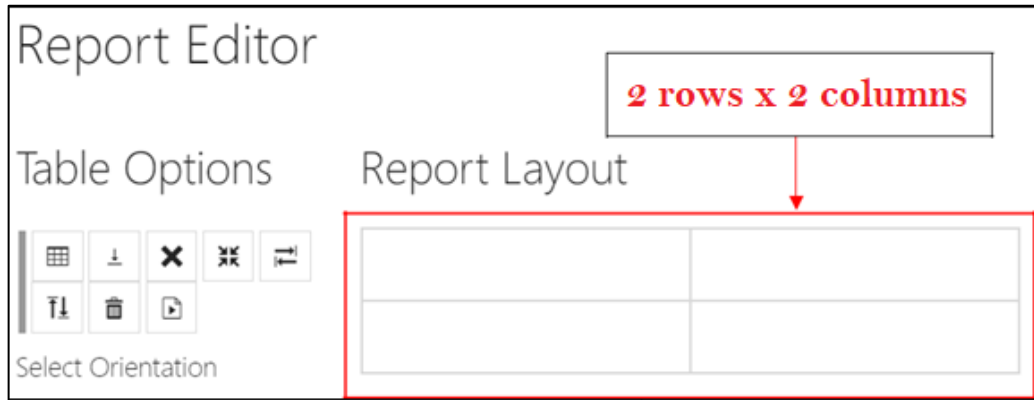 Report Editor
2 rows x 2 columns
Table Options
Report Layout
Select Orientation